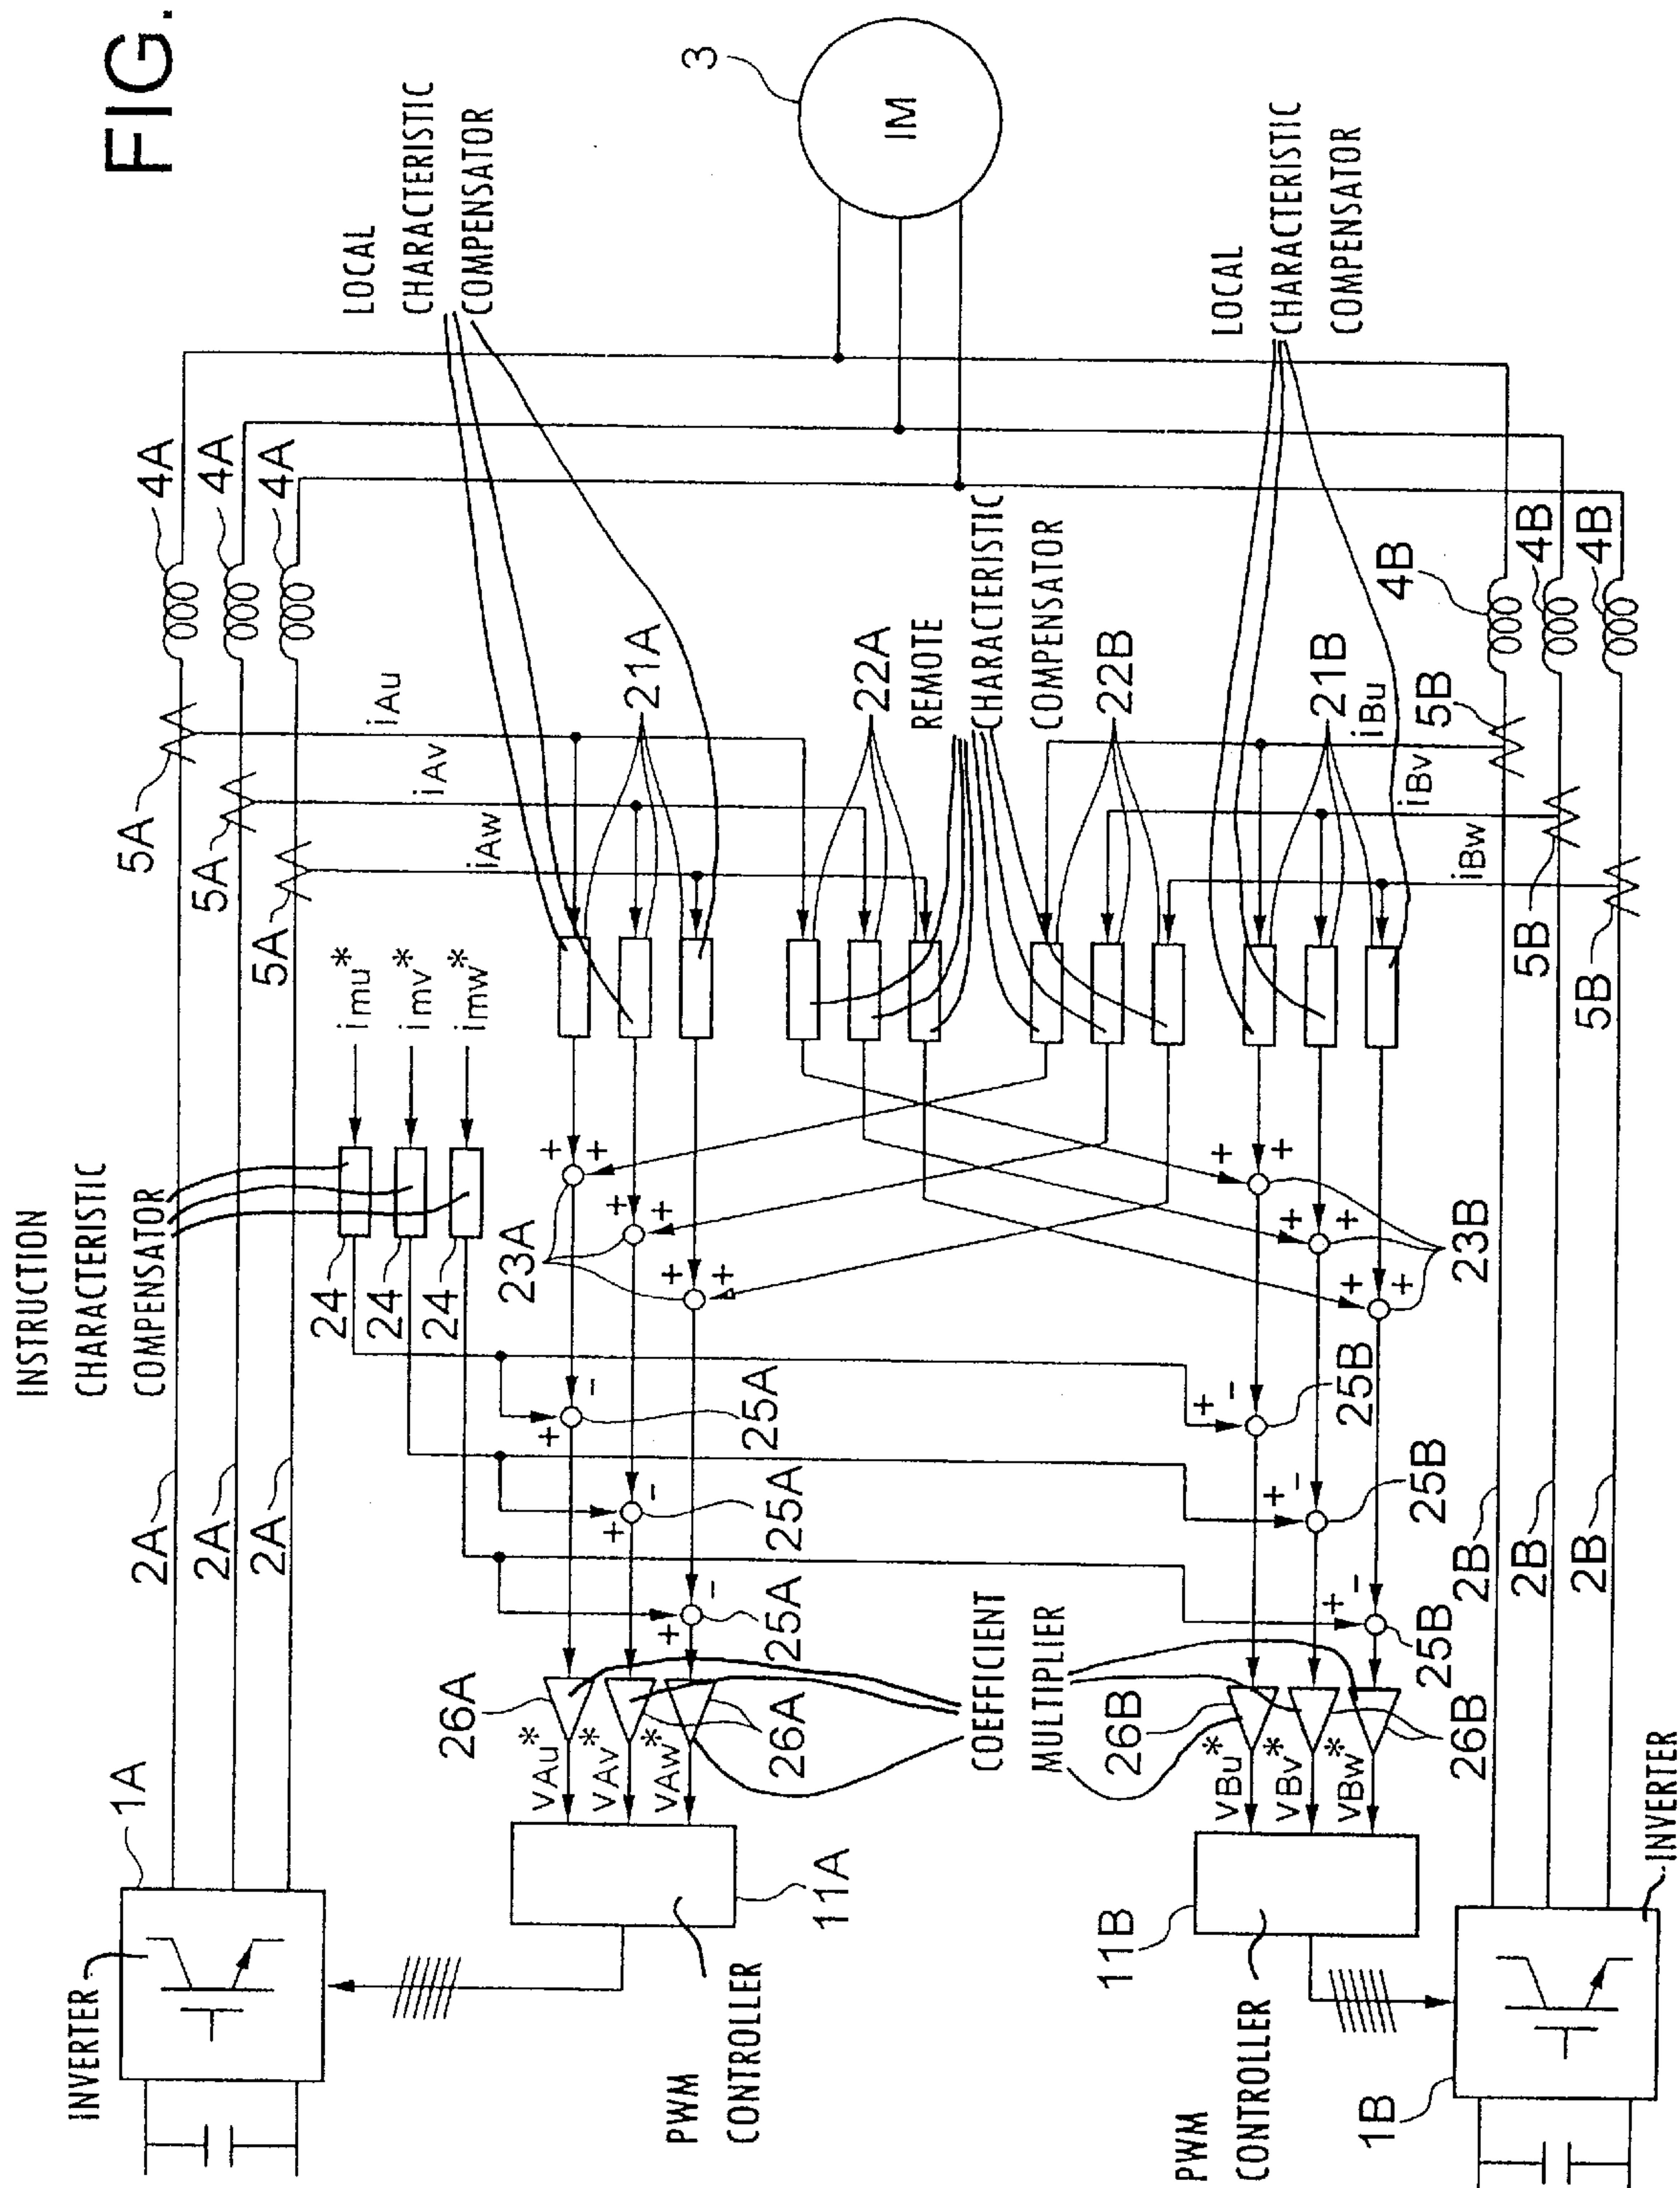 FIG.
INSTRUCTION
CHARACTERISTIC
COMPENSATOR
LOCAL
CHARACTERISTIC
COMPENSATOR
3
IM
INVERTER
1A
2A
2A
2A
5A
5A
5A
4A
4A
4A
imu*
imv*
imw*
iAu
iAv
iAw
24
24
24
21A
23A
22A
REMOTE
CHARACTERISTIC
COMPENSATOR
22B
25A
25A
25A
26A
26A
vAu*
vAv*
vAw*
11A
PWM
CONTROLLER
COEFFICIENT
MULTIPLIER
LOCAL
CHARACTERISTIC
COMPENSATOR
21B
23B
25B
25B
25B
26B
26B
vBu*
vBv*
vBw*
11B
PWM
CONTROLLER
iBu
iBv
iBw
5B
5B
5B
4B
4B
4B
2B
2B
2B
1B
INVERTER
+ + + + + +
+ + + + + +
+ - + - + -
+ - + - + -